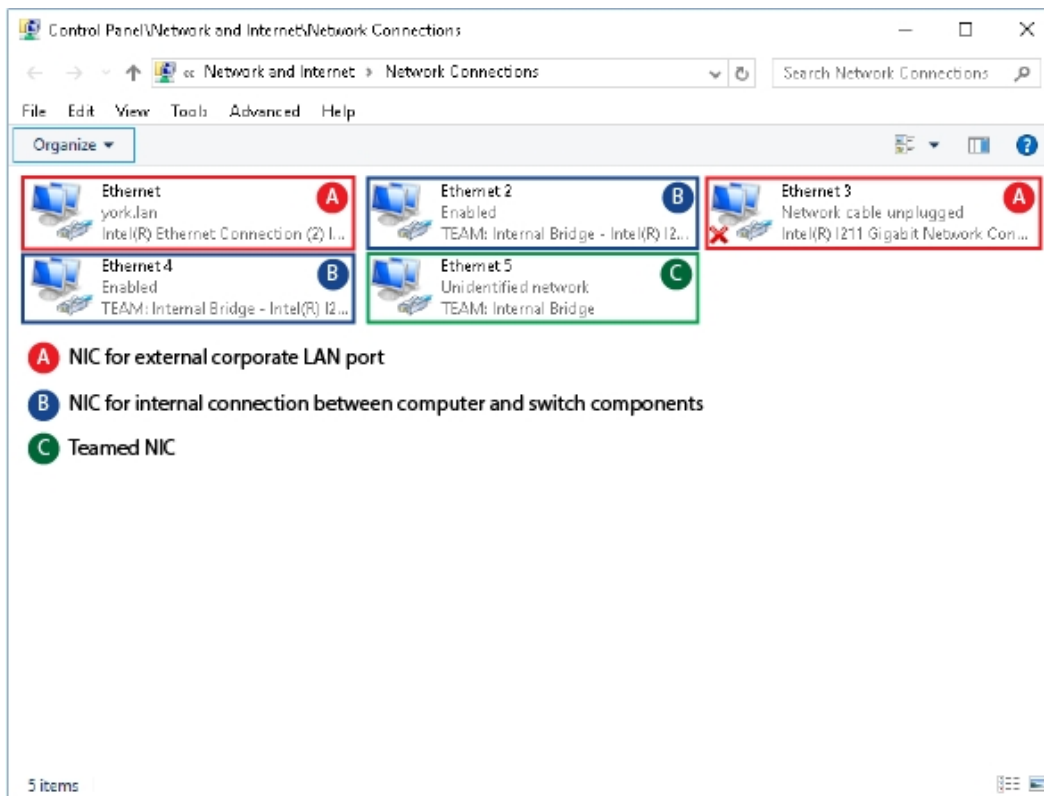 Control Panel\Network and Internet\Network Connections
« Network and Internet › Network Connections
Search Network Connections
File Edit View Tools Advanced Help
Organize
Ethernet
york.lan
Intel(R) Ethernet Connection (2) I...
A
Ethernet 2
Enabled
TEAM: Internal Bridge - Intel(R) I2...
B
Ethernet 3
Network cable unplugged
Intel(R) I211 Gigabit Network Con...
A
Ethernet 4
Enabled
TEAM: Internal Bridge - Intel(R) I2...
B
Ethernet 5
Unidentified network
TEAM: Internal Bridge
C
A NIC for external corporate LAN port
B NIC for internal connection between computer and switch components
C Teamed NIC
5 items